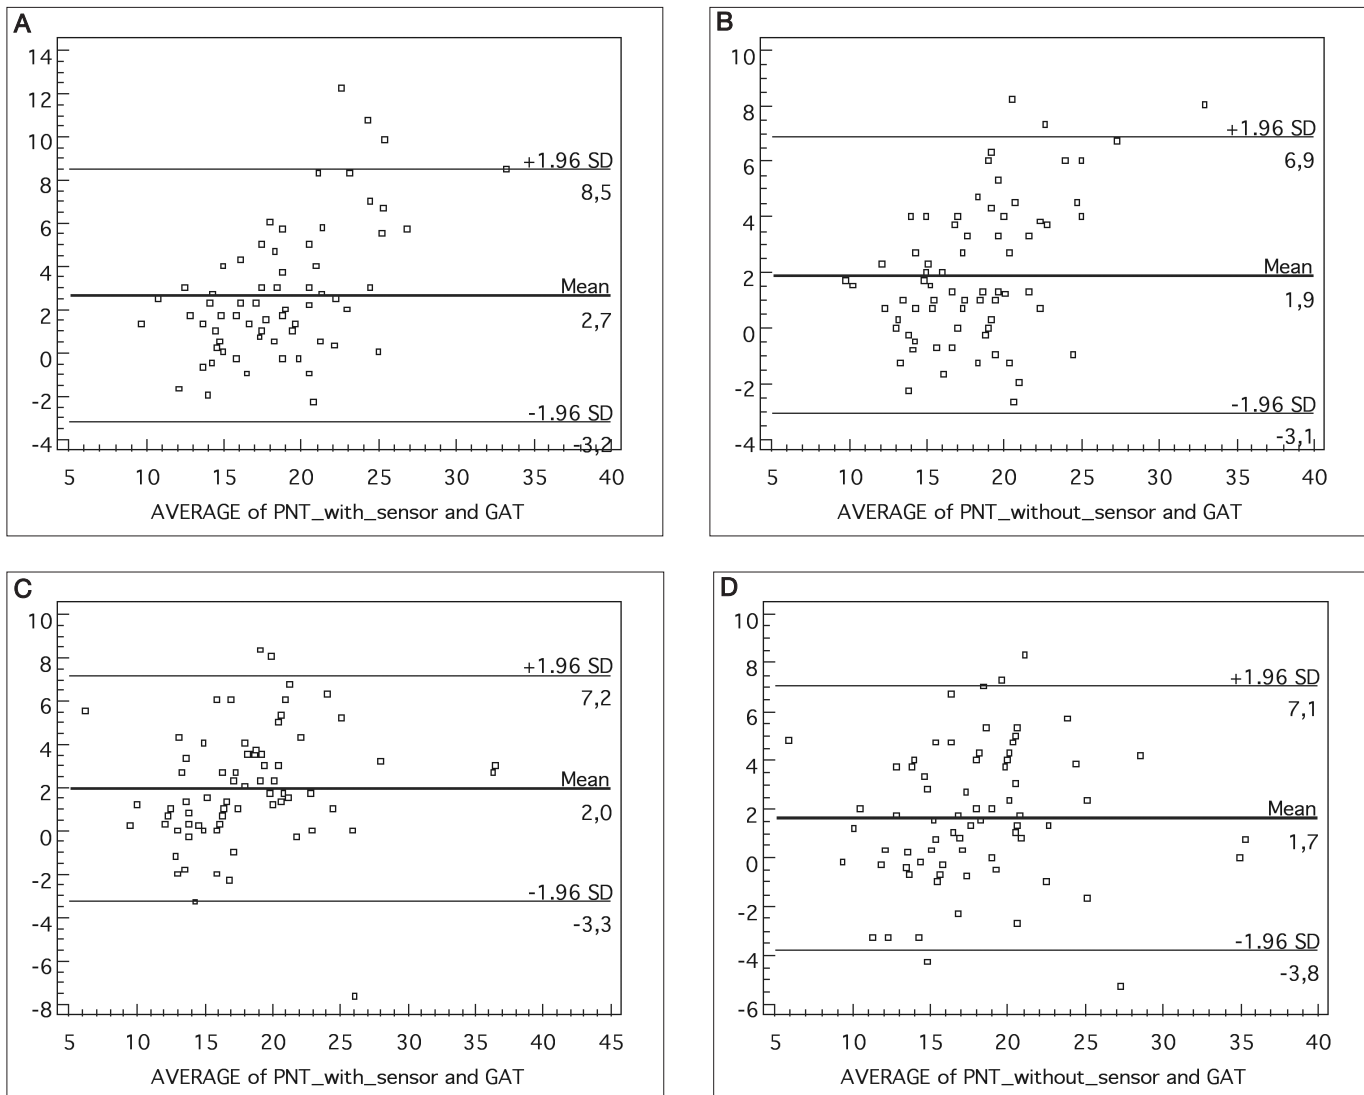 A
14
12
10
8
6
4
2
0
-2
-4
+1.96 SD
8,5
Mean
2,7
-1.96 SD
-3,2
5 10 15 20 25 30 35 40
AVERAGE of PNT_with_sensor and GAT
B
10
8
6
4
2
0
-2
-4
+1.96 SD
6,9
Mean
1,9
-1.96 SD
-3,1
5 10 15 20 25 30 35 40
AVERAGE of PNT_without_sensor and GAT
C
10
8
6
4
2
0
-2
-4
-6
-8
+1.96 SD
7,2
Mean
2,0
-1.96 SD
-3,3
5 10 15 20 25 30 35 40 45
AVERAGE of PNT_with_sensor and GAT
D
10
8
6
4
2
0
-2
-4
-6
+1.96 SD
7,1
Mean
1,7
-1.96 SD
-3,8
5 10 15 20 25 30 35 40
AVERAGE of PNT_without_sensor and GAT